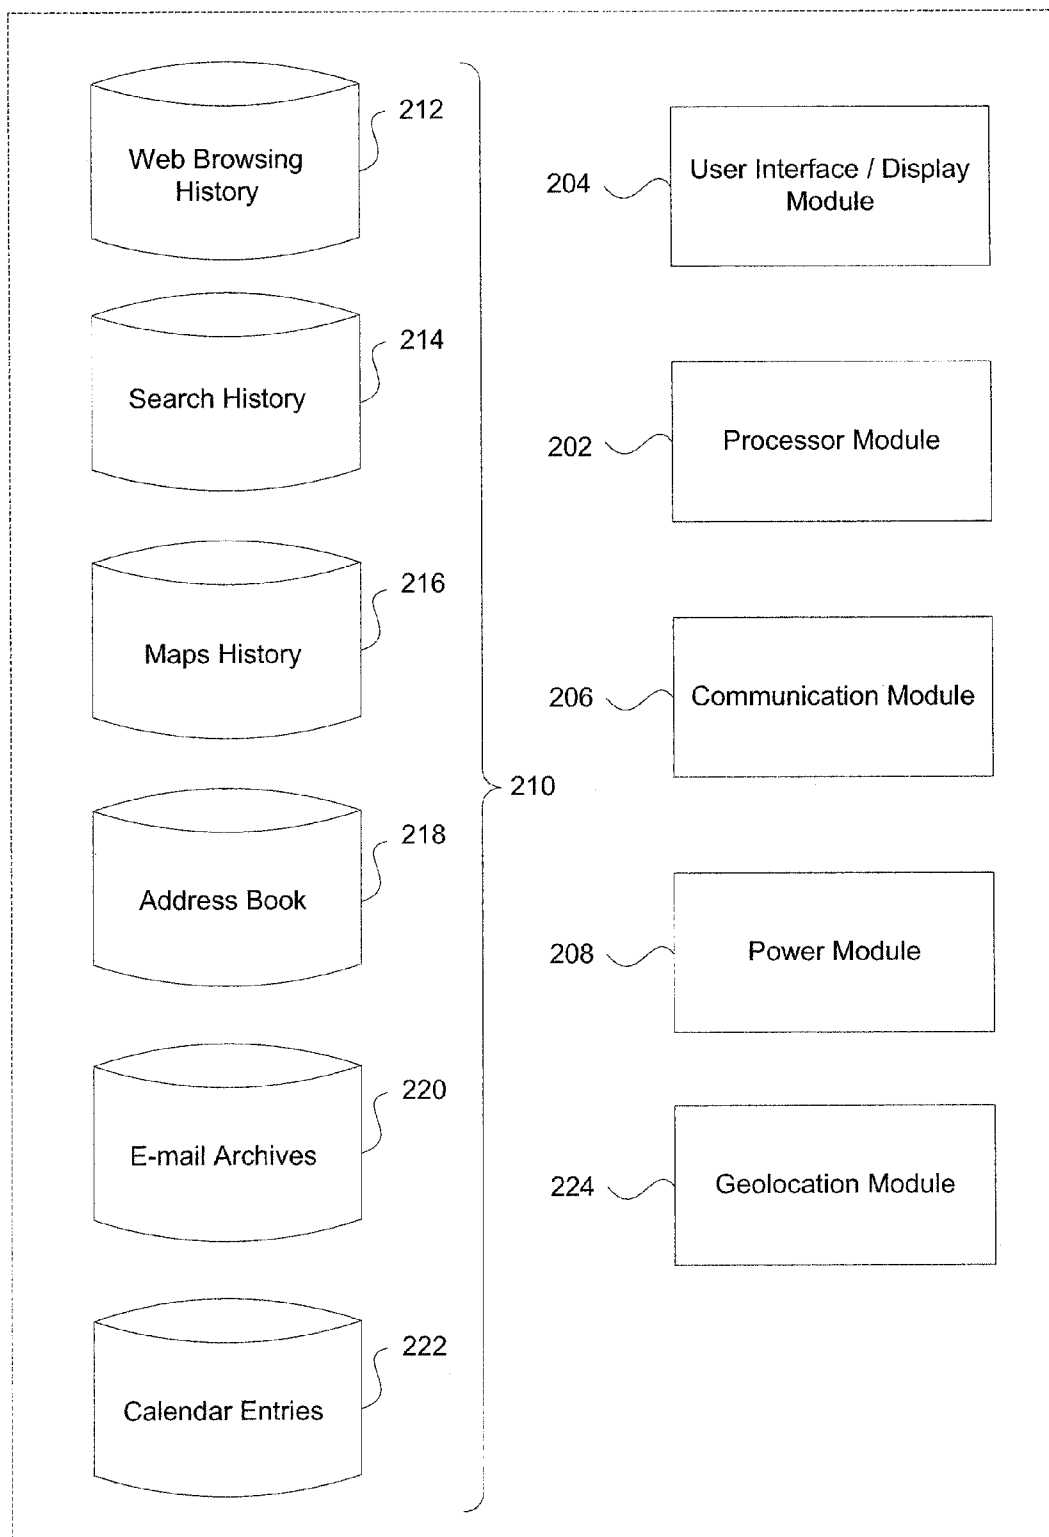 Web Browsing
History
212
Search History
214
Maps History
216
Address Book
218
E-mail Archives
220
Calendar Entries
222
210
204
User Interface / Display
Module
202
Processor Module
206
Communication Module
208
Power Module
224
Geolocation Module